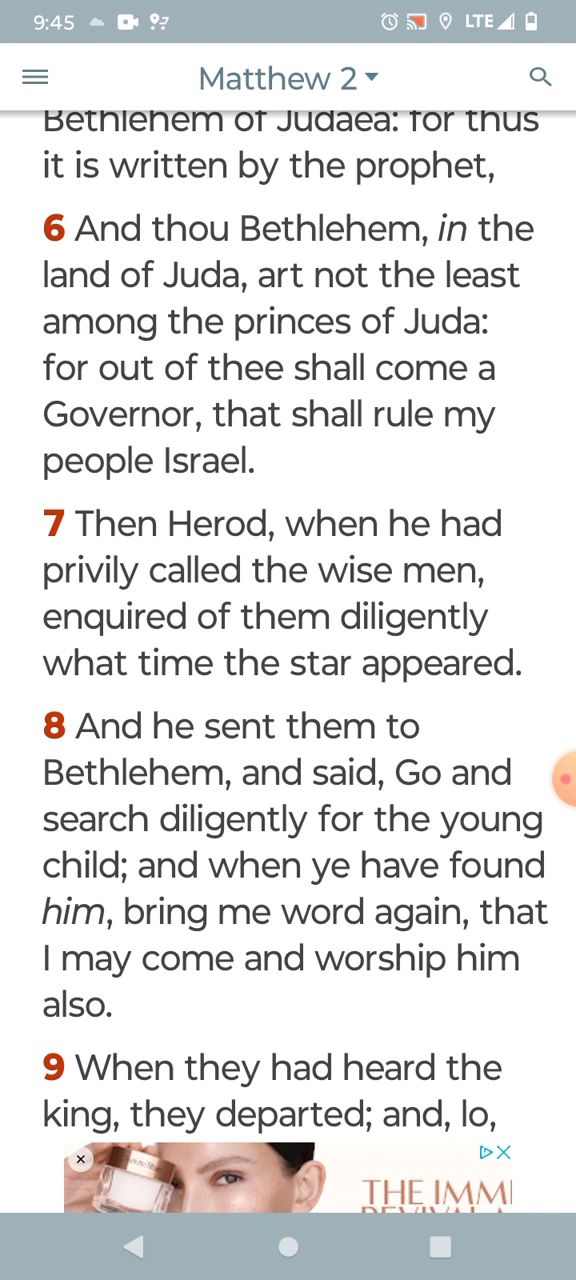 9:45
LTE
Matthew 2
Bethlehem of Judaea: for thus
it is written by the prophet,
6 And thou Bethlehem, in the
land of Juda, art not the least
among the princes of Juda:
for out of thee shall come a
Governor, that shall rule my
people Israel.
7 Then Herod, when he had
privily called the wise men,
enquired of them diligently
what time the star appeared.
8 And he sent them to
Bethlehem, and said, Go and
search diligently for the young
child; and when ye have found
him, bring me word again, that
I may come and worship him
also.
9 When they had heard the
king, they departed; and, lo,
THE